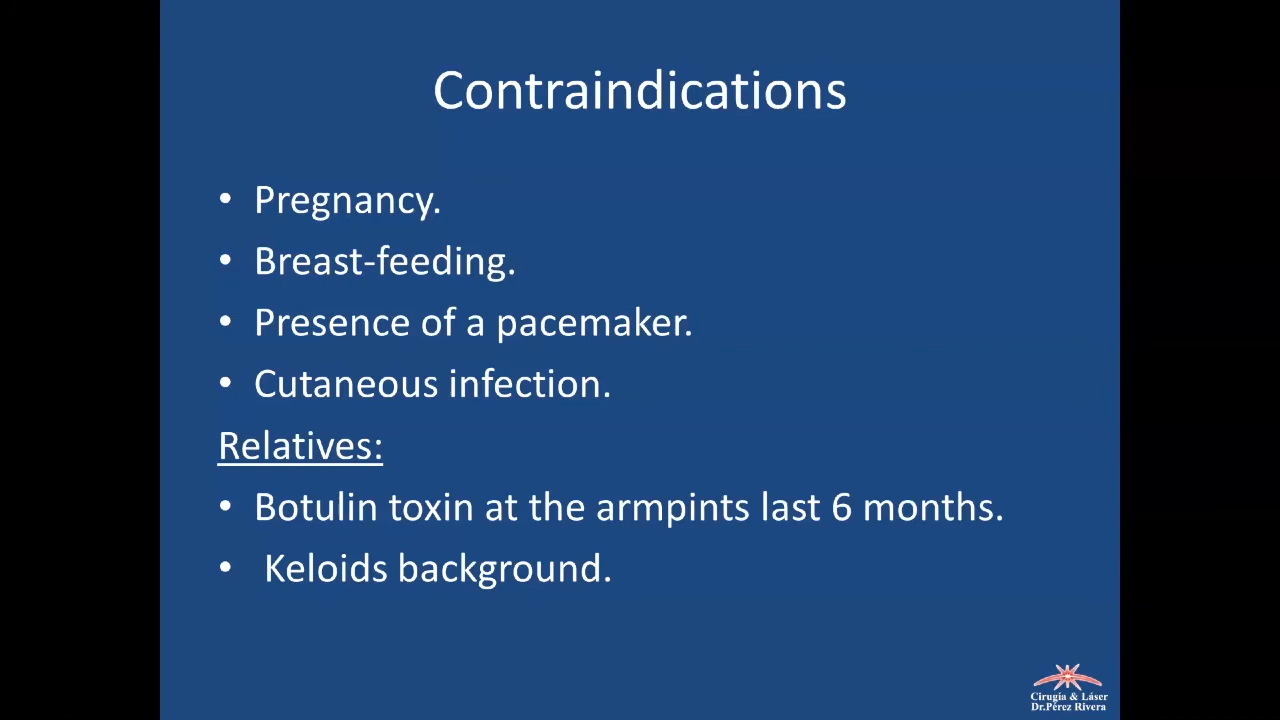 Contraindications
• Pregnancy.
• Breast-feeding.
• Presence of a pacemaker.
• Cutaneous infection.
Relatives:
• Botulin toxin at the armpints last 6 months.
• Keloids background.
Cirugía & Láser
Dr.Pérez Rivera